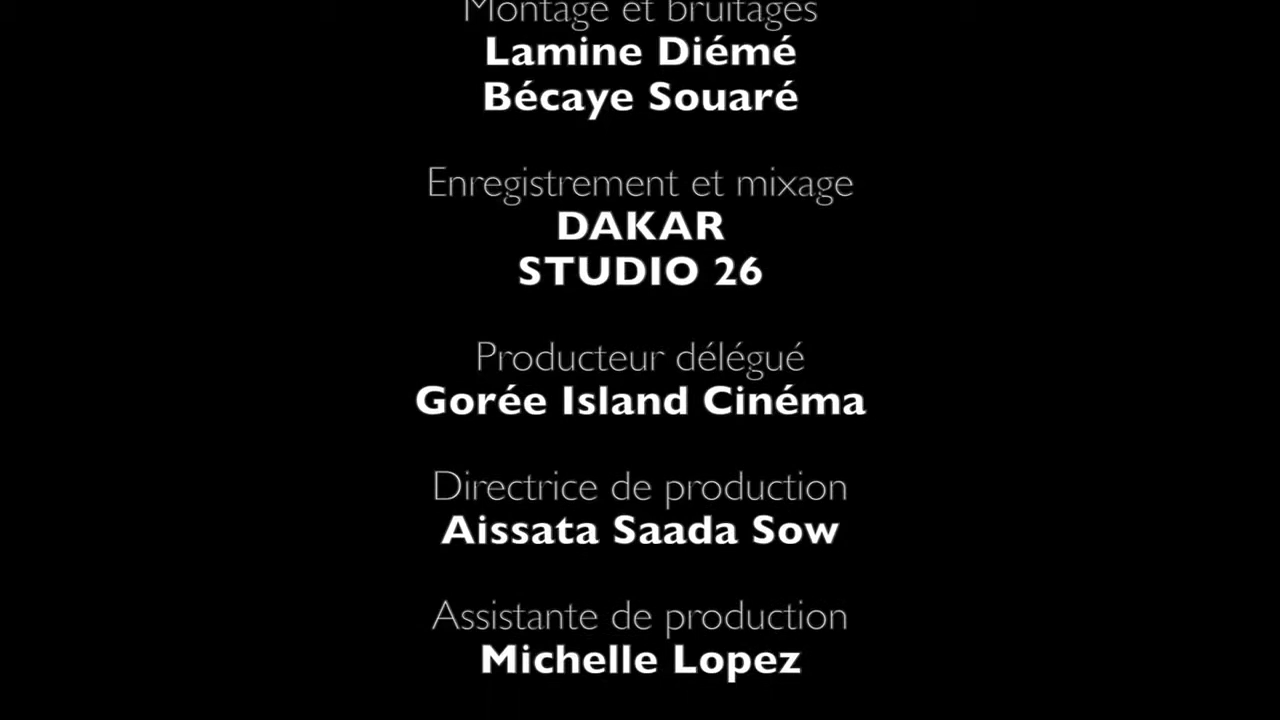 Montage et bruitages
Lamine Diémé
Bécaye Souaré
Enregistrement et mixage
DAKAR
STUDIO 26
Producteur délégué
Gorée Island Cinéma
Directrice de production
Aissata Saada Sow
Assistante de production
Michelle Lopez